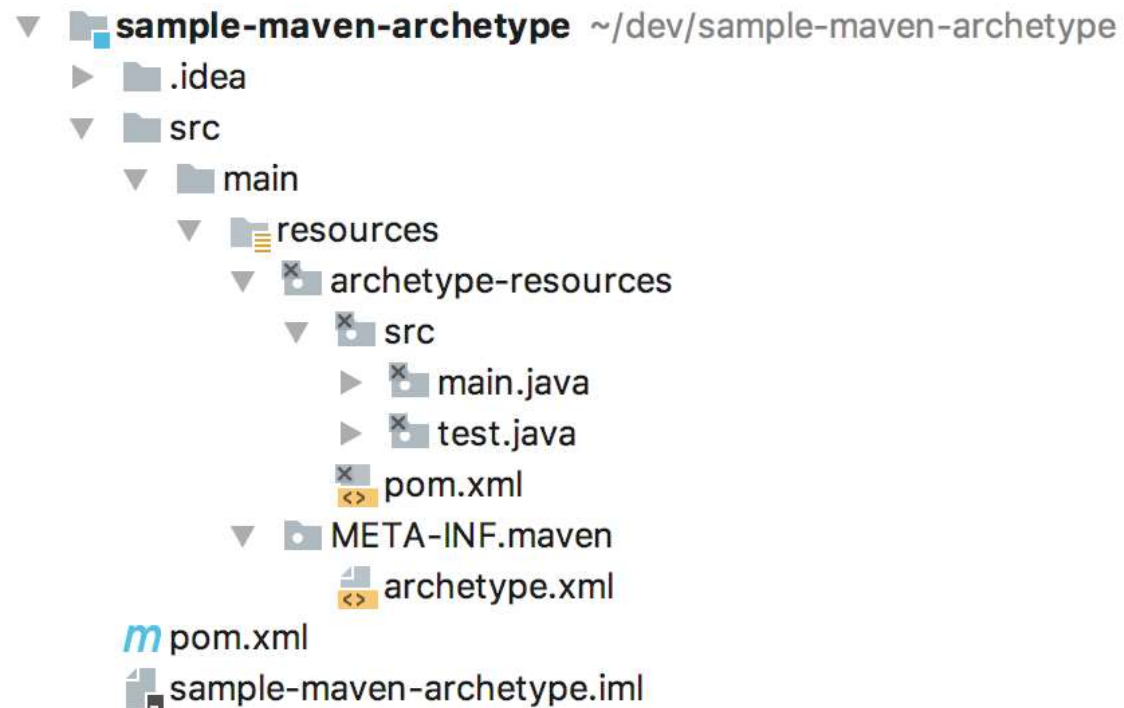 sample-maven-archetype ~/dev/sample-maven-archetype
.idea
src
main
resources
archetype-resources
src
main.java
test.java
pom.xml
META-INF.maven
archetype.xml
pom.xml
sample-maven-archetype.iml